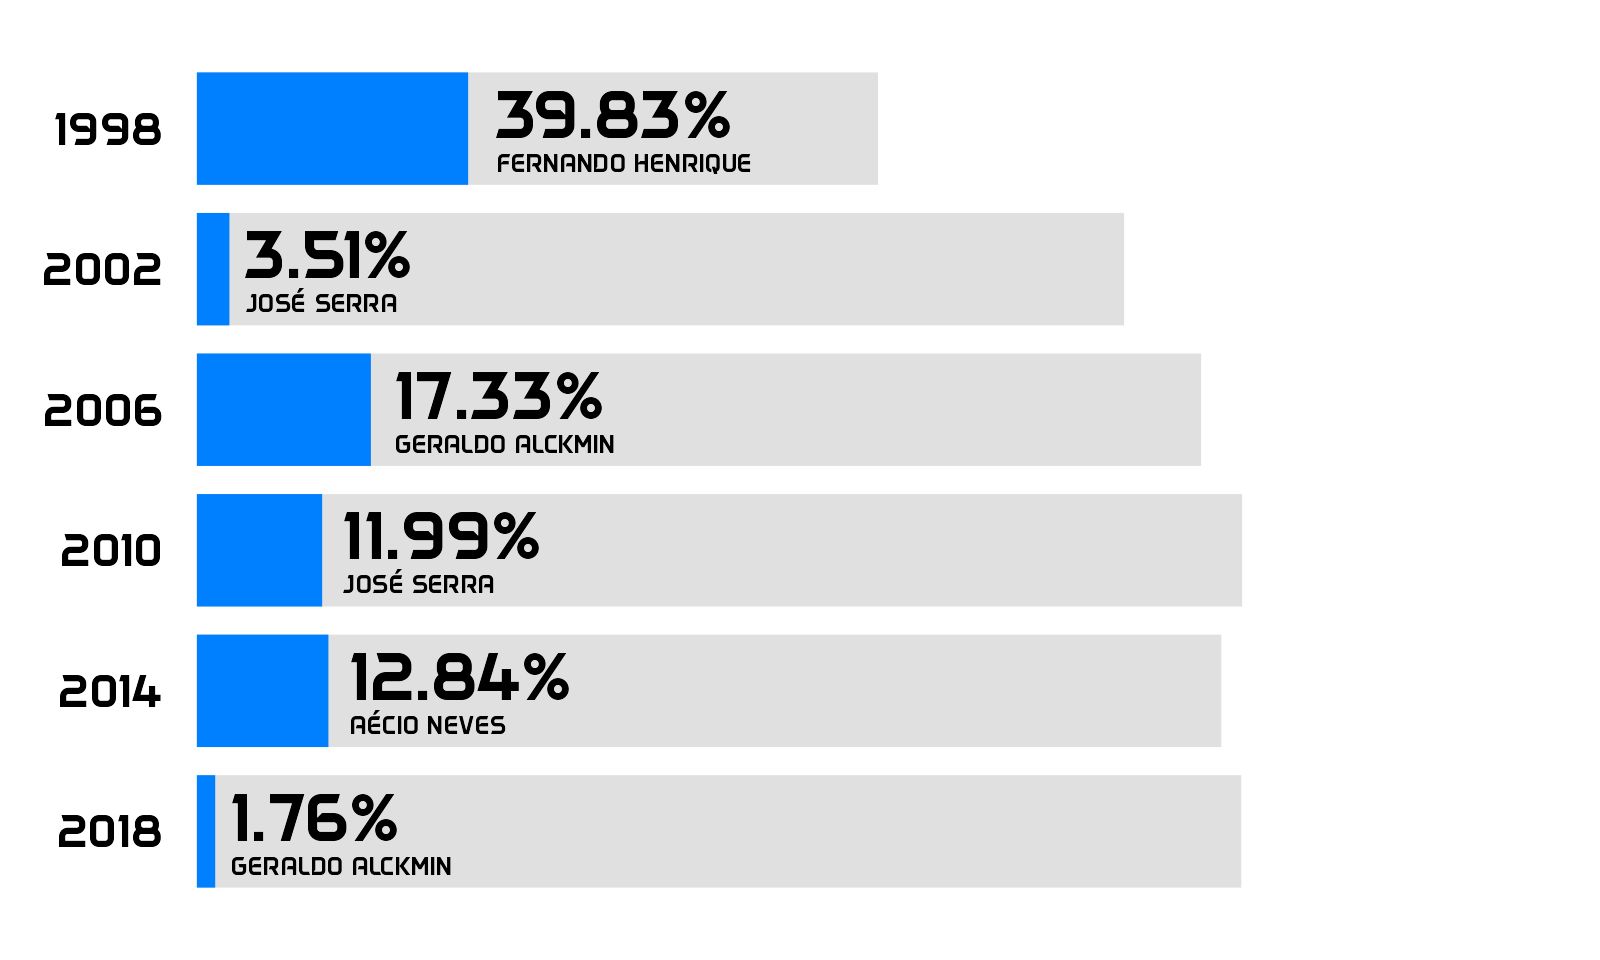 1998
39.83%
FERNANDO HENRIQUE
2002
3.51%
JOSÉ SERRA
2006
17.33%
GERALDO ALCKMIN
2010
11.99%
JOSÉ SERRA
2014
12.84%
AÉCIO NEVES
2018
1.76%
GERALDO ALCKMIN